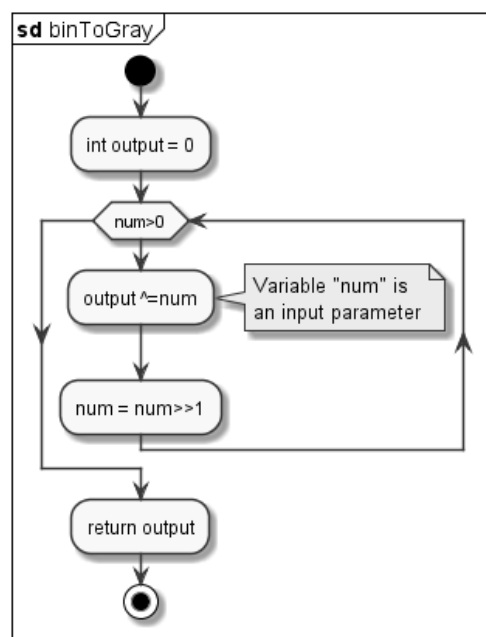 sd binToGray
int output = 0
num>0
output ^=num
Variable "num" is
an input parameter
num = num>>1
return output